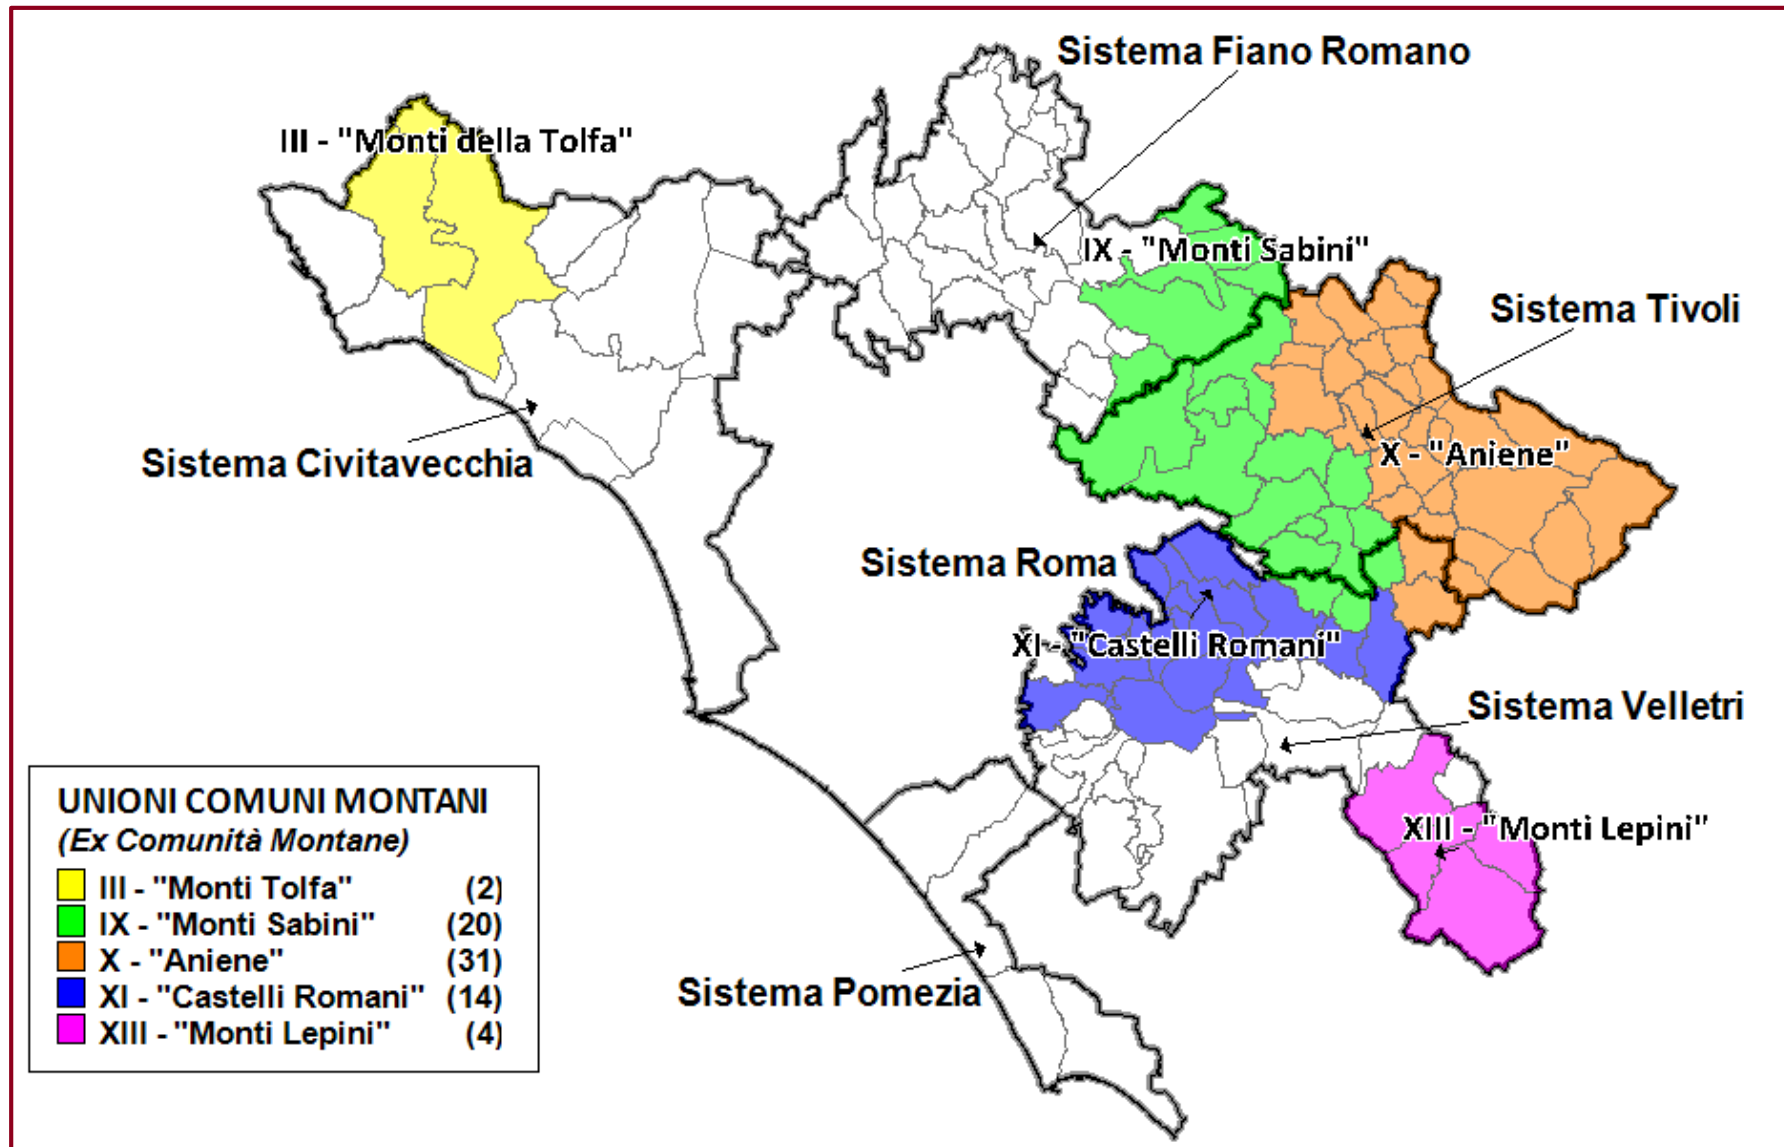 Sistema Fiano Romano
III - "Monti della Tolfa"
IX - "Monti Sabini"
Sistema Tivoli
Sistema Civitavecchia
X - "Aniene"
Sistema Roma
XI - "Castelli Romani"
Sistema Velletri
XIII - "Monti Lepini"
Sistema Pomezia
UNIONI COMUNI MONTANI
(Ex Comunità Montane)
III - "Monti Tolfa" (2)
IX - "Monti Sabini" (20)
X - "Aniene" (31)
XI - "Castelli Romani" (14)
XIII - "Monti Lepini" (4)